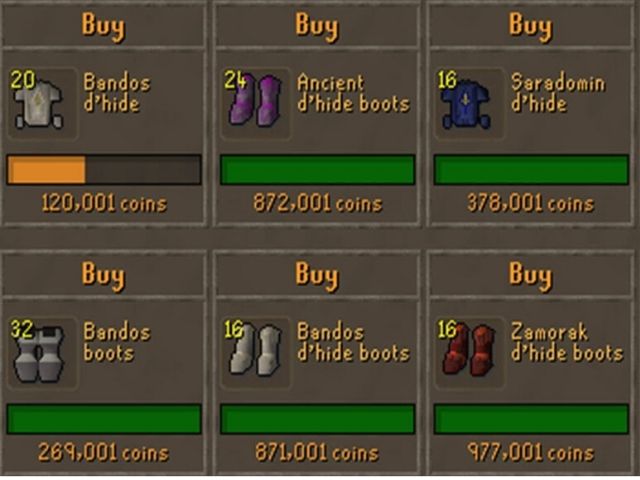 Buy
20
Bandos
d'hide
120,001 coins
Buy
24
Ancient
d'hide boots
872,001 coins
Buy
16
Saradomin
d'hide
378,001 coins
Buy
32
Bandos
boots
269,001 coins
Buy
16
Bandos
d'hide boots
871,001 coins
Buy
16
Zamorak
d'hide boots
977,001 coins